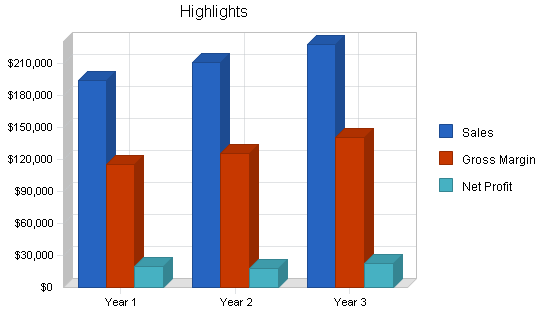 Highlights
$210,000
$180,000
$150,000
$120,000
$90,000
$60,000
$30,000
$0
Year 1
Year 2
Year 3
Sales
Gross Margin
Net Profit